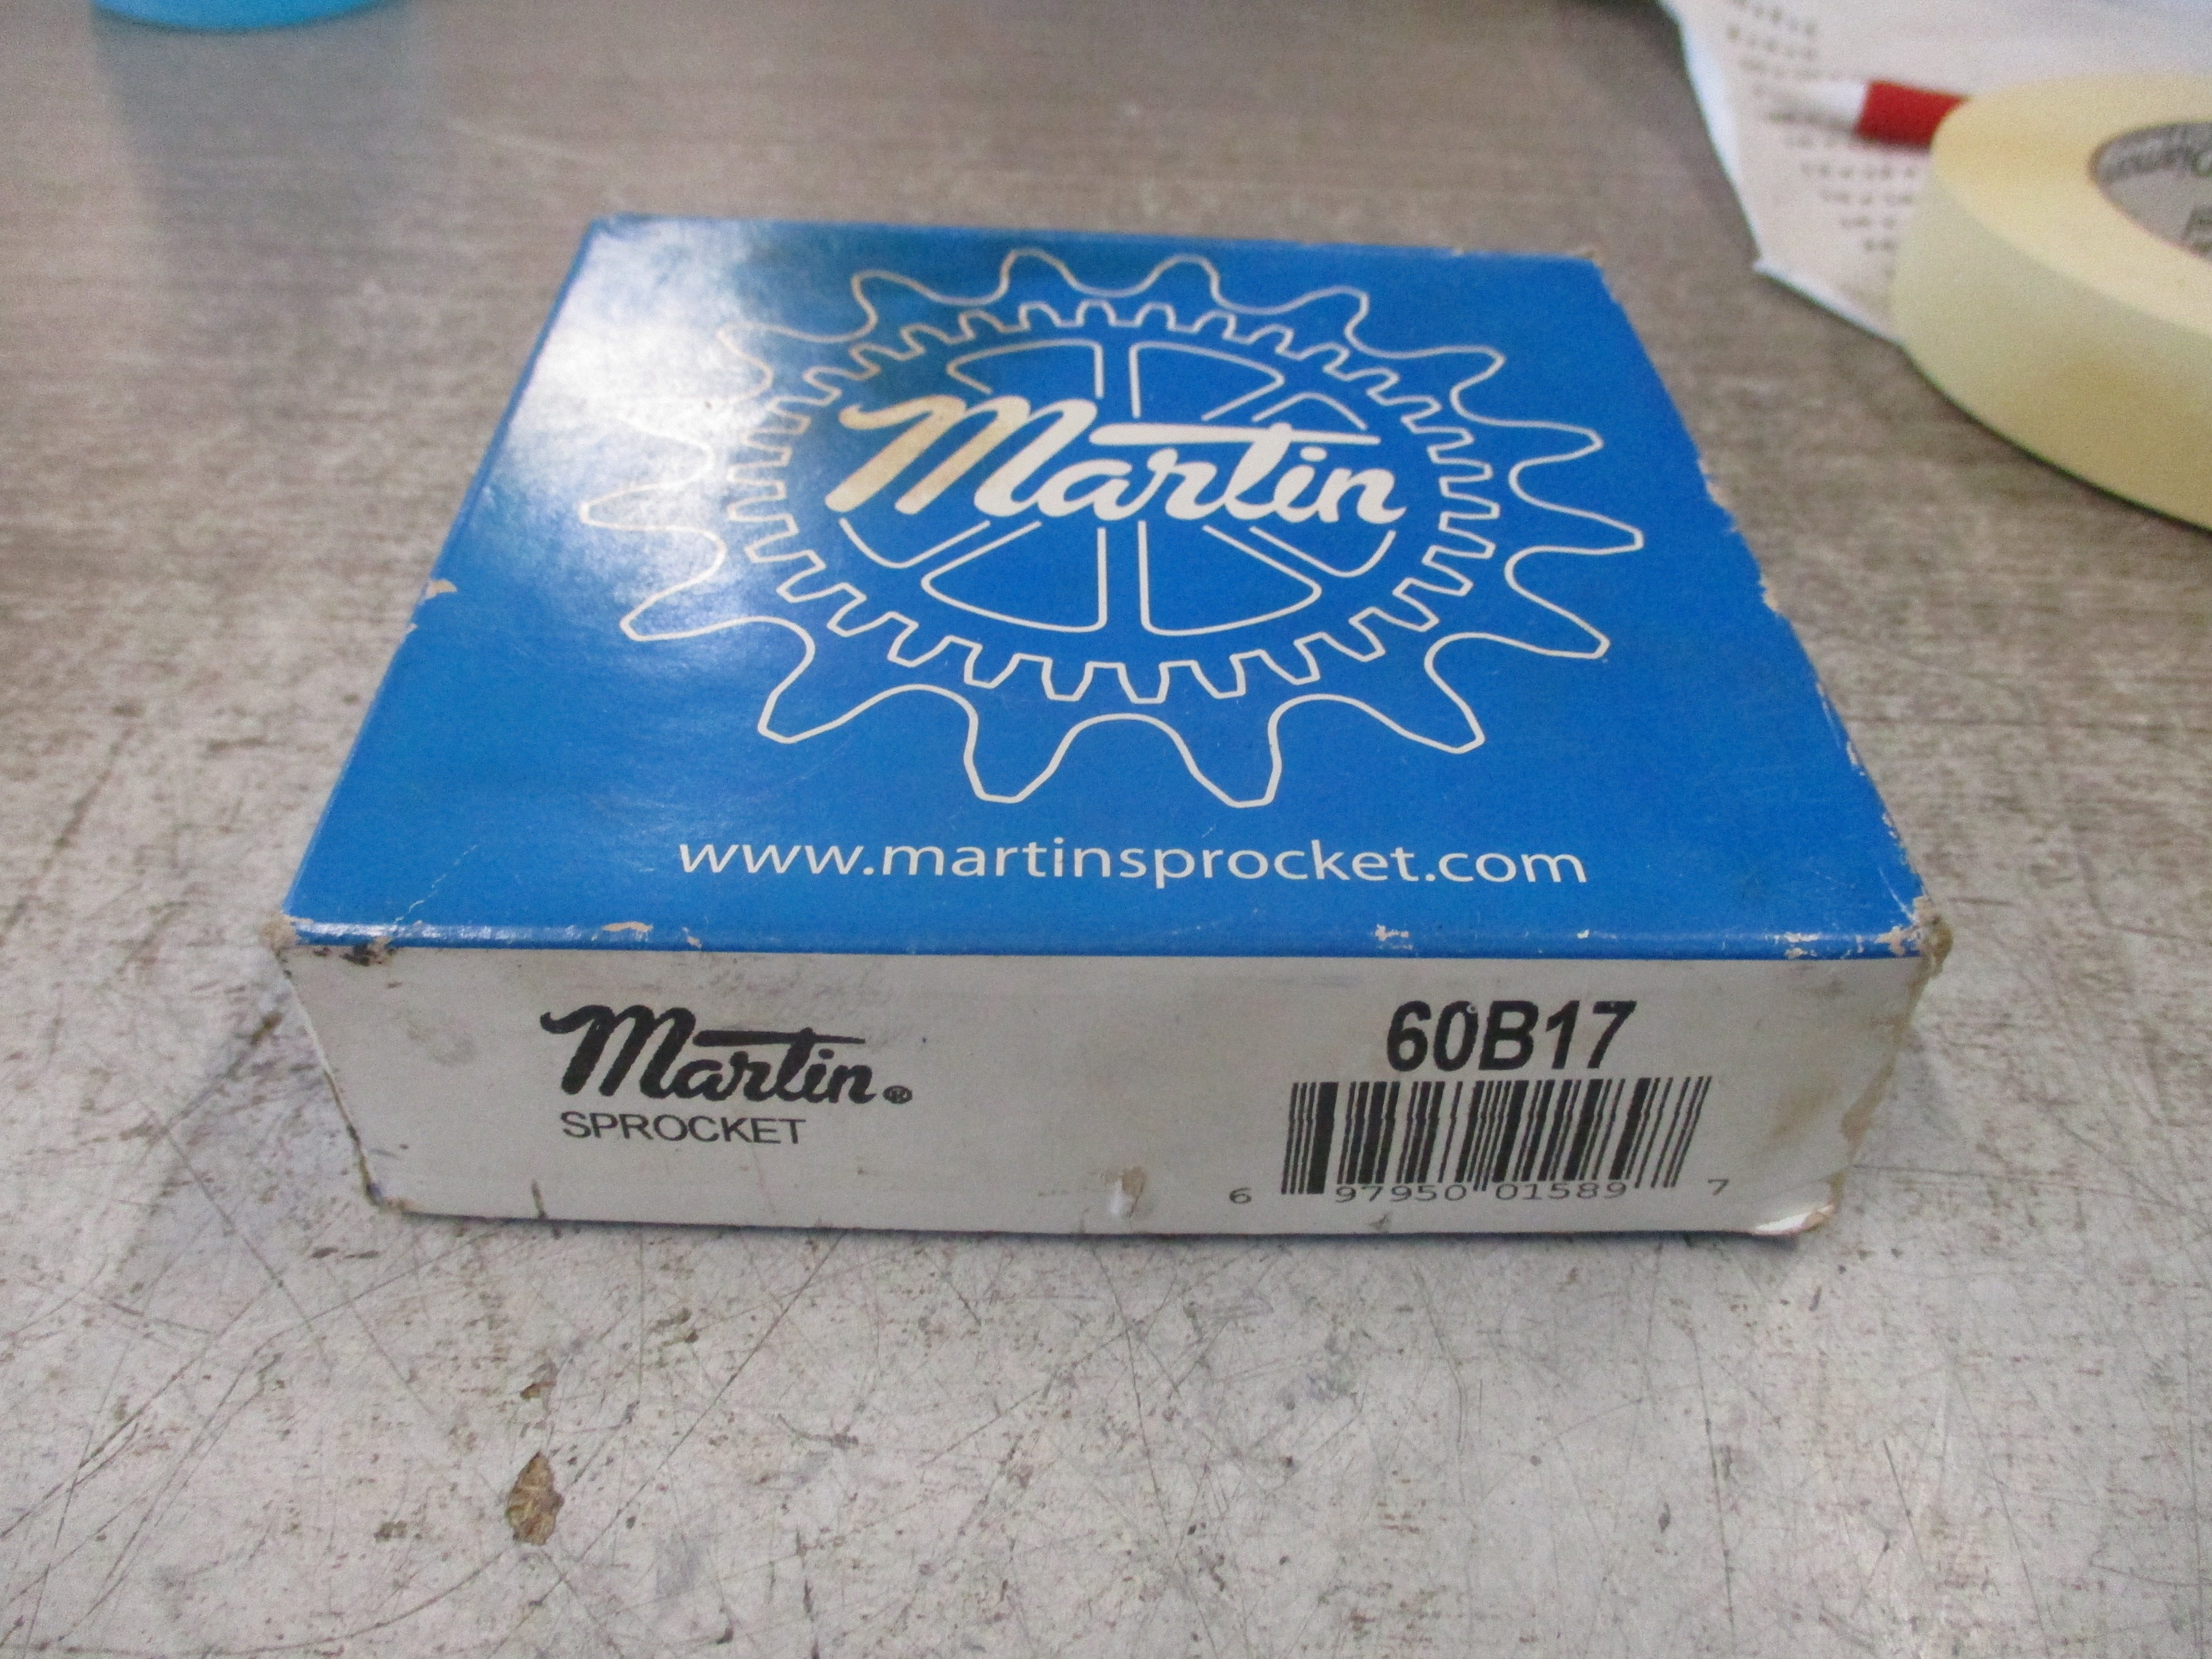 Martin
www.martinsprocket.com
Martin®
SPROCKET
60B17
6 97950 01589 7